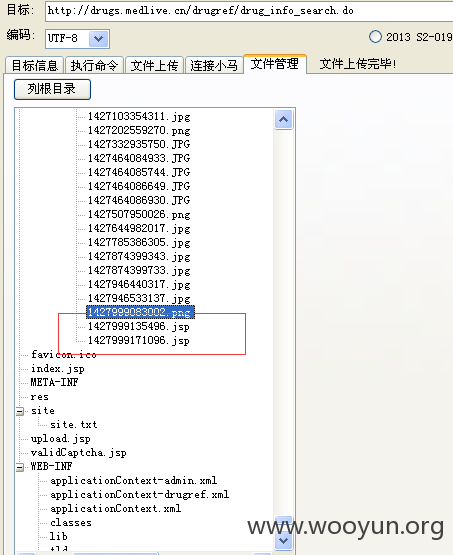 目标: http://drugs.medlive.cn/drugref/drug_info_search.do
编码: UTF-8 2013 S2-019
目标信息 执行命令 文件上传 连接小马 文件管理 文件上传完毕!
列根目录
1427103354311.jpg
1427202559270.png
1427332935750.JPG
1427464084933.JPG
1427464085744.JPG
1427464086649.JPG
1427464086930.JPG
1427507950026.png
1427644982017.jpg
1427785386305.jpg
1427874399343.jpg
1427874399733.jpg
1427946440317.jpg
1427946533137.jpg
1427999083002.png
1427999135496.jsp
1427999171096.jsp
favicon.ico
index.jsp
META-INF
res
site
site.txt
upload.jsp
validCaptcha.jsp
WEB-INF
applicationContext-admin.xml
applicationContext-drugref.xml
applicationContext.xml
classes
lib
tld
www.wooyun.org